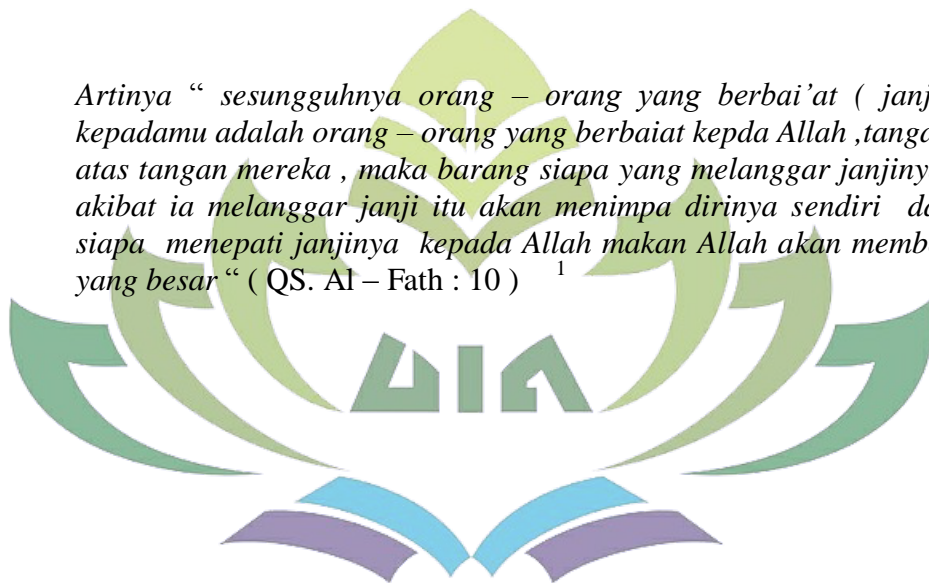 Artinya “ sesungguhnya orang – orang yang berbai’at ( janj
kepadamu adalah orang – orang yang berbaiat kepda Allah ,tanga
atas tangan mereka , maka barang siapa yang melanggar janjiny
akibat ia melanggar janji itu akan menimpa dirinya sendiri da
siapa menepati janjinya kepada Allah makan Allah akan memb
yang besar “ ( QS. Al – Fath : 10 ) 1
UIN